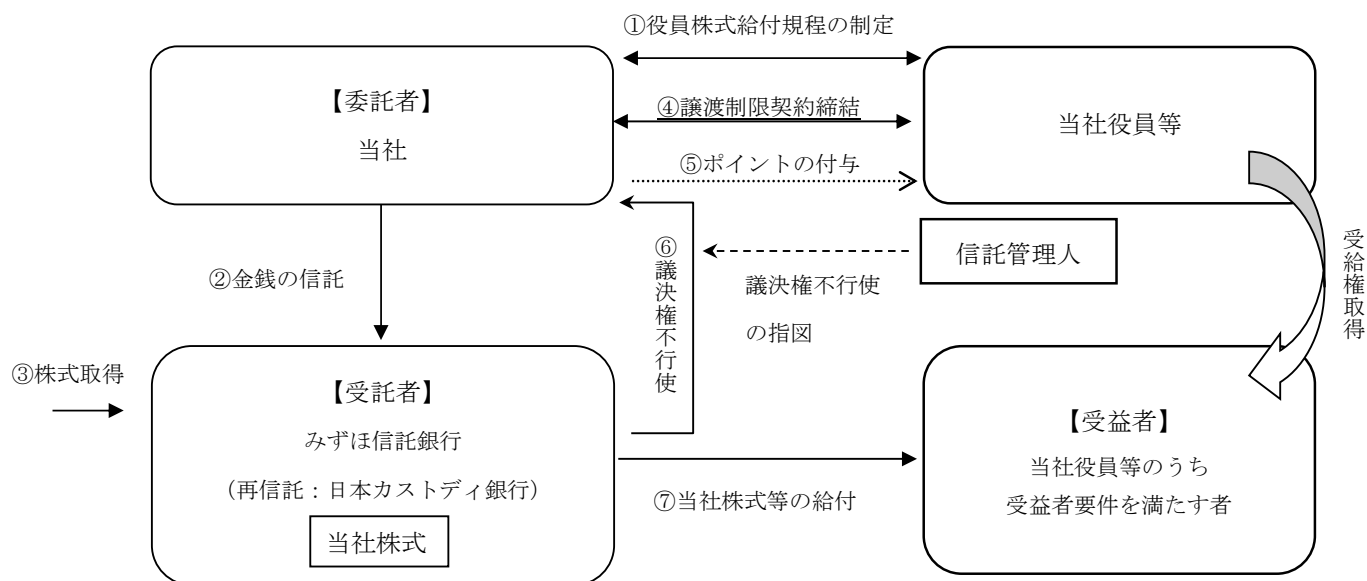 ①役員株式給付規程の制定
【委託者】
当社
④譲渡制限契約締結
当社役員等
⑤ポイントの付与
②金銭の信託
⑥議決権不行使
議決権不行使
の指図
信託管理人
受給権取得
③株式取得
【受託者】
みずほ信託銀行
(再信託:日本カストディ銀行)
当社株式
⑦当社株式等の給付
【受益者】
当社役員等のうち
受益者要件を満たす者